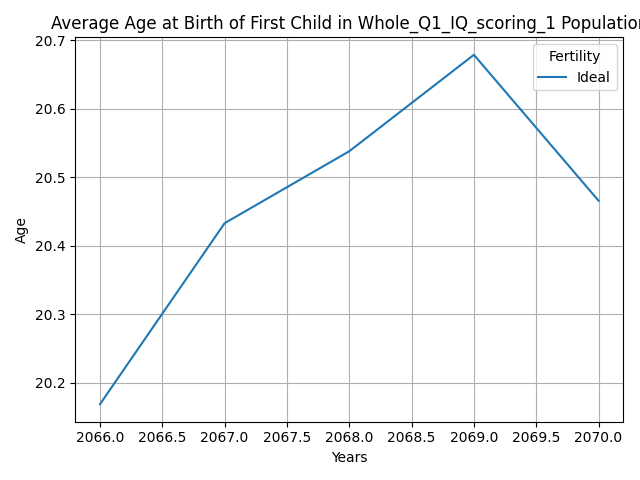 Average Age at Birth of First Child in Whole_Q1_IQ_scoring_1 Population
20.7
Fertility
Ideal
20.6
20.5
20.4
20.3
20.2
Age
2066.0 2066.5 2067.0 2067.5 2068.0 2068.5 2069.0 2069.5 2070.0
Years